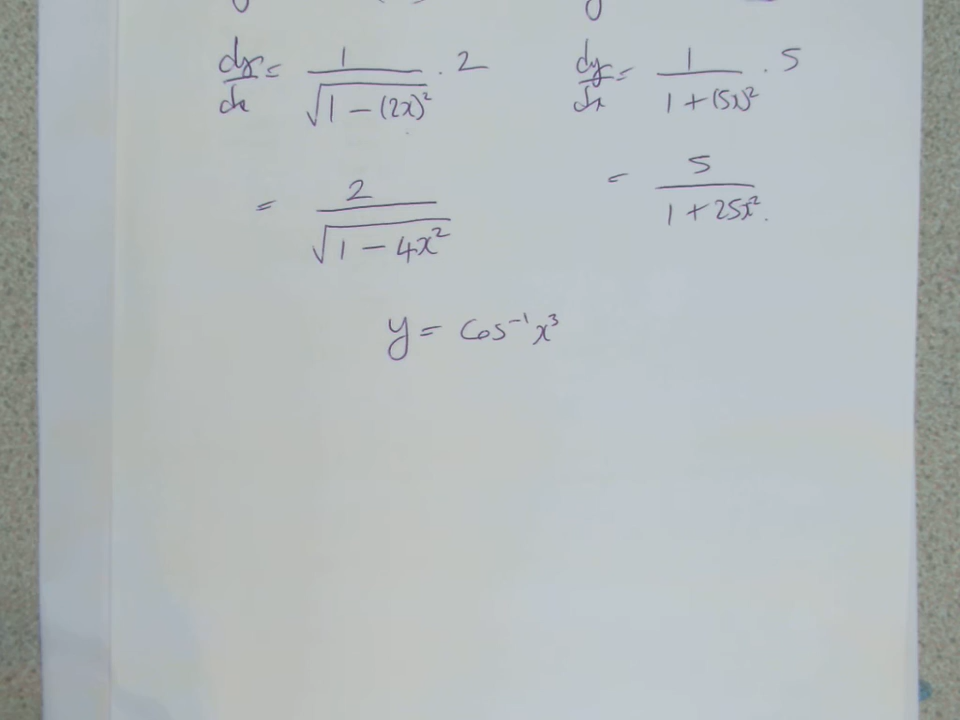 dy/dx = 1/√(1 − (2x)²) · 2
dy/dx = 1/(1 + (5x)²) · 5
= 2/√(1 − 4x²)
= 5/(1 + 25x²).
y = cos⁻¹x³